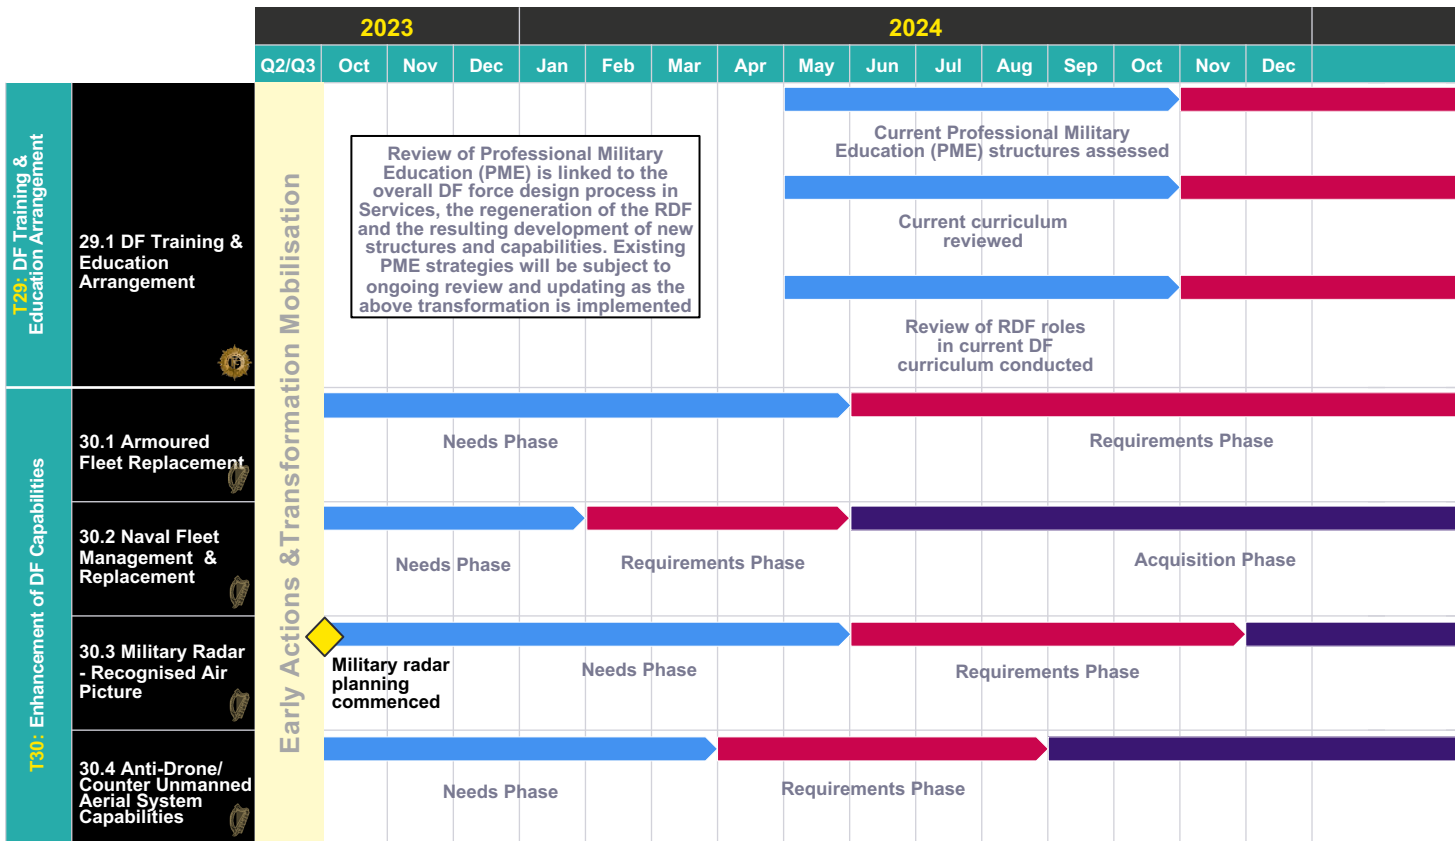 2023
2024
Q2/Q3 Oct Nov Dec Jan Feb Mar Apr May Jun Jul Aug Sep Oct Nov Dec
Early Actions &Transformation Mobilisation
T29: DF Training &
Education Arrangement
29.1 DF Training &
Education
Arrangement
Review of Professional Military
Education (PME) is linked to the
overall DF force design process in
Services, the regeneration of the RDF
and the resulting development of new
structures and capabilities. Existing
PME strategies will be subject to
ongoing review and updating as the
above transformation is implemented
Current Professional Military
Education (PME) structures assessed
Current curriculum
reviewed
Review of RDF roles
in current DF
curriculum conducted
T30: Enhancement of DF Capabilities
30.1 Armoured
Fleet Replacement
Needs Phase
Requirements Phase
30.2 Naval Fleet
Management &
Replacement
Needs Phase
Requirements Phase
Acquisition Phase
30.3 Military Radar
- Recognised Air
Picture
Military radar
planning
commenced
Needs Phase
Requirements Phase
30.4 Anti-Drone/
Counter Unmanned
Aerial System
Capabilities
Needs Phase
Requirements Phase